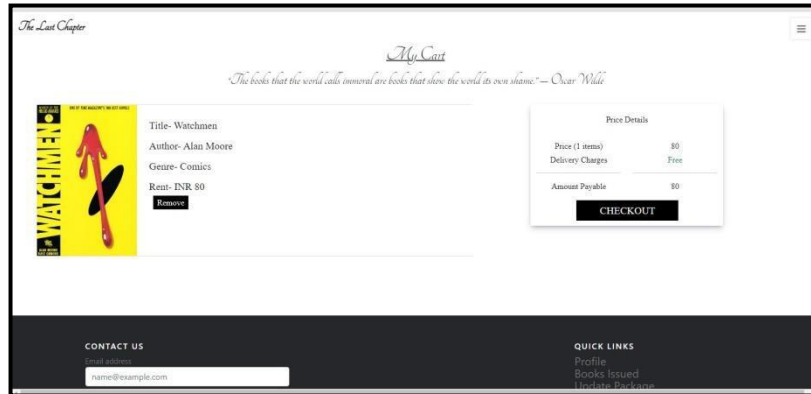 The Last Chapter
My Cart
"The books that the world calls immoral are books that show the world its own shame." — Oscar Wilde
WATCHMEN
Title- Watchmen
Author- Alan Moore
Genre- Comics
Rent- INR 80
Remove
Price Details
Price (1 items) 80
Delivery Charges Free
Amount Payable 80
CHECKOUT
CONTACT US
Email address
name@example.com
QUICK LINKS
Profile
Books Issued
Update Package